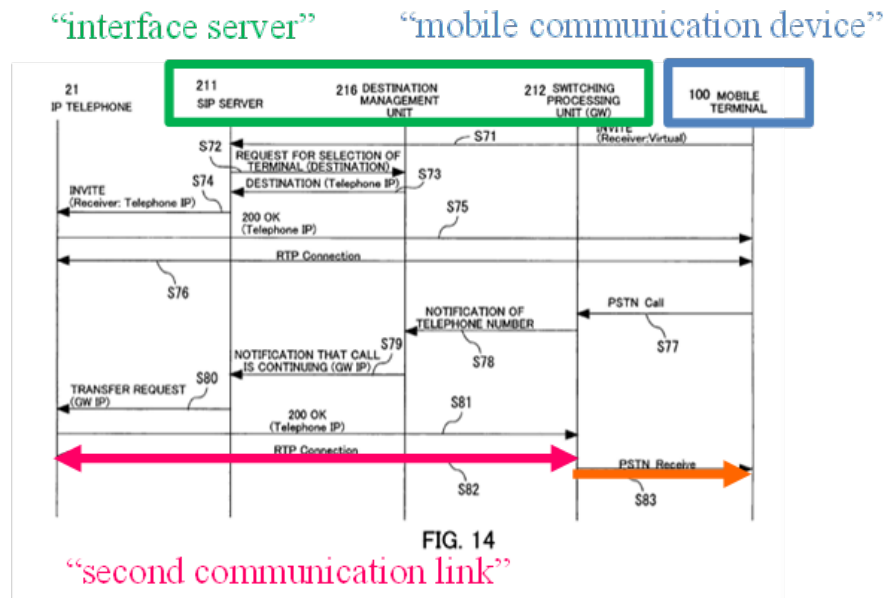 “interface server” “mobile communication device”
21
IP TELEPHONE
211
SIP SERVER
216 DESTINATION
MANAGEMENT
UNIT
212 SWITCHING
PROCESSING
UNIT (GW)
100 MOBILE
TERMINAL
S71
INVITE
(Receiver:Virtual)
S72
REQUEST FOR SELECTION OF
TERMINAL (DESTINATION)
S73
DESTINATION (Telephone IP)
S74
INVITE
(Receiver: Telephone IP)
S75
200 OK
(Telephone IP)
RTP Connection
S76
PSTN Call
S77
NOTIFICATION OF
TELEPHONE NUMBER
S78
S79
NOTIFICATION THAT CALL
IS CONTINUING (GW IP)
S80
TRANSFER REQUEST
(GW IP)
S81
200 OK
(Telephone IP)
RTP Connection
S82
PSTN Receive
S83
FIG. 14
“second communication link”